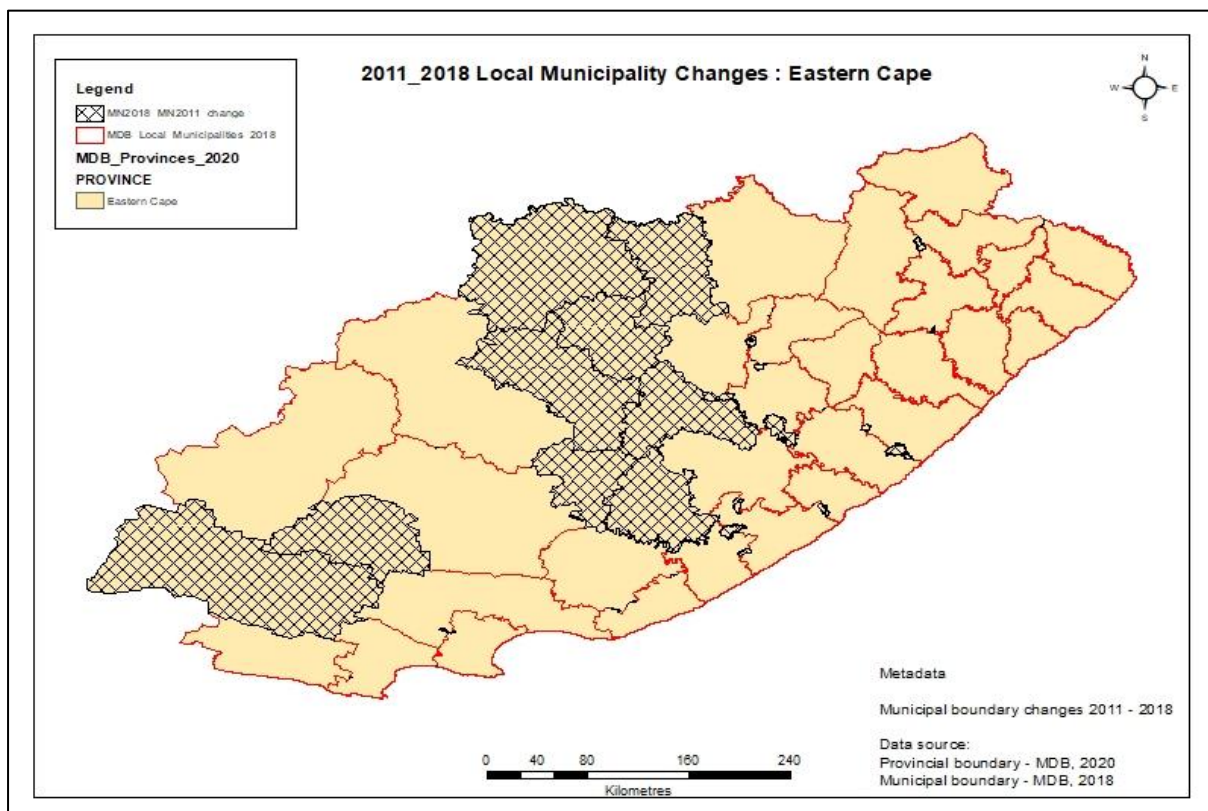 2011_2018 Local Municipality Changes : Eastern Cape
Legend
MN2018 MN2011 change
MDB Local Municipalities 2018
MDB_Provinces_2020
PROVINCE
Eastern Cape
N
W E
S
Metadata
Municipal boundary changes 2011 - 2018
Data source:
Provincial boundary - MDB, 2020
Municipal boundary - MDB, 2018
0 40 80 160 240
Kilometres